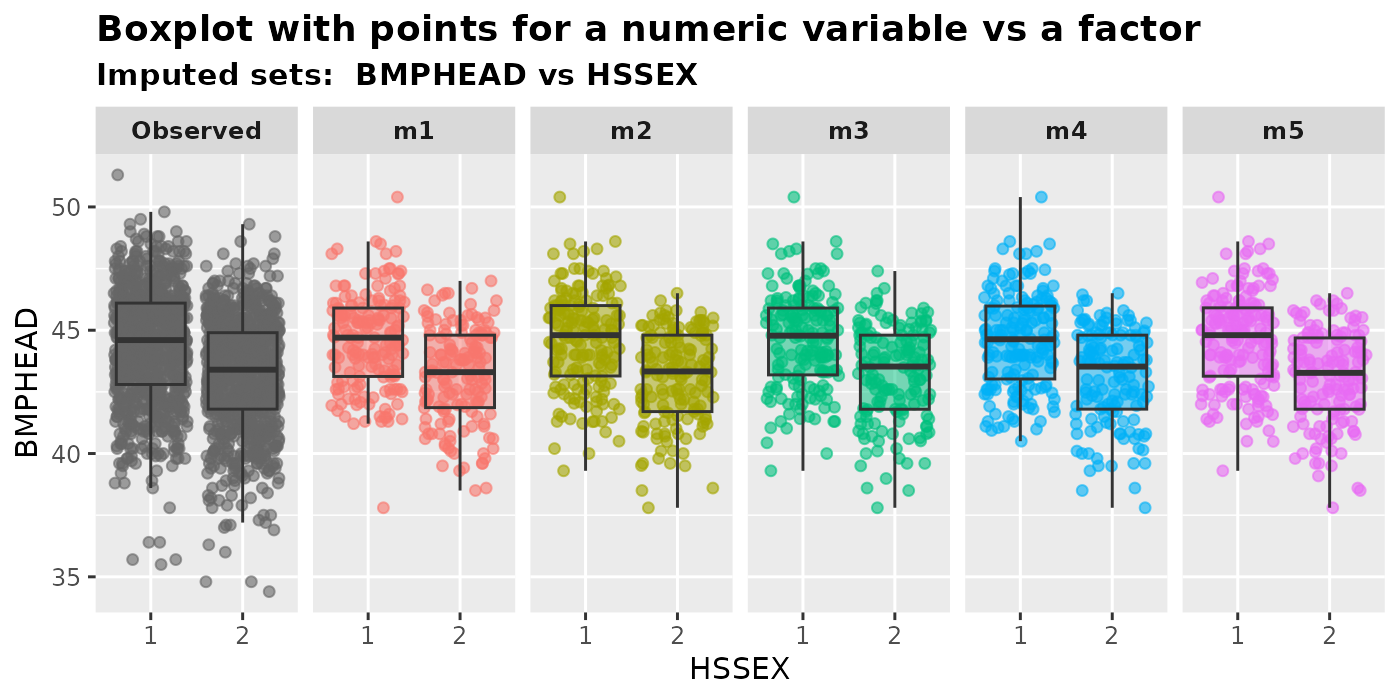 Boxplot with points for a numeric variable vs a factor
Imputed sets:  BMPHEAD vs HSSEX
Observed m1 m2 m3 m4 m5
BMPHEAD
50
45
40
35
1 2 1 2 1 2 1 2 1 2 1 2
HSSEX